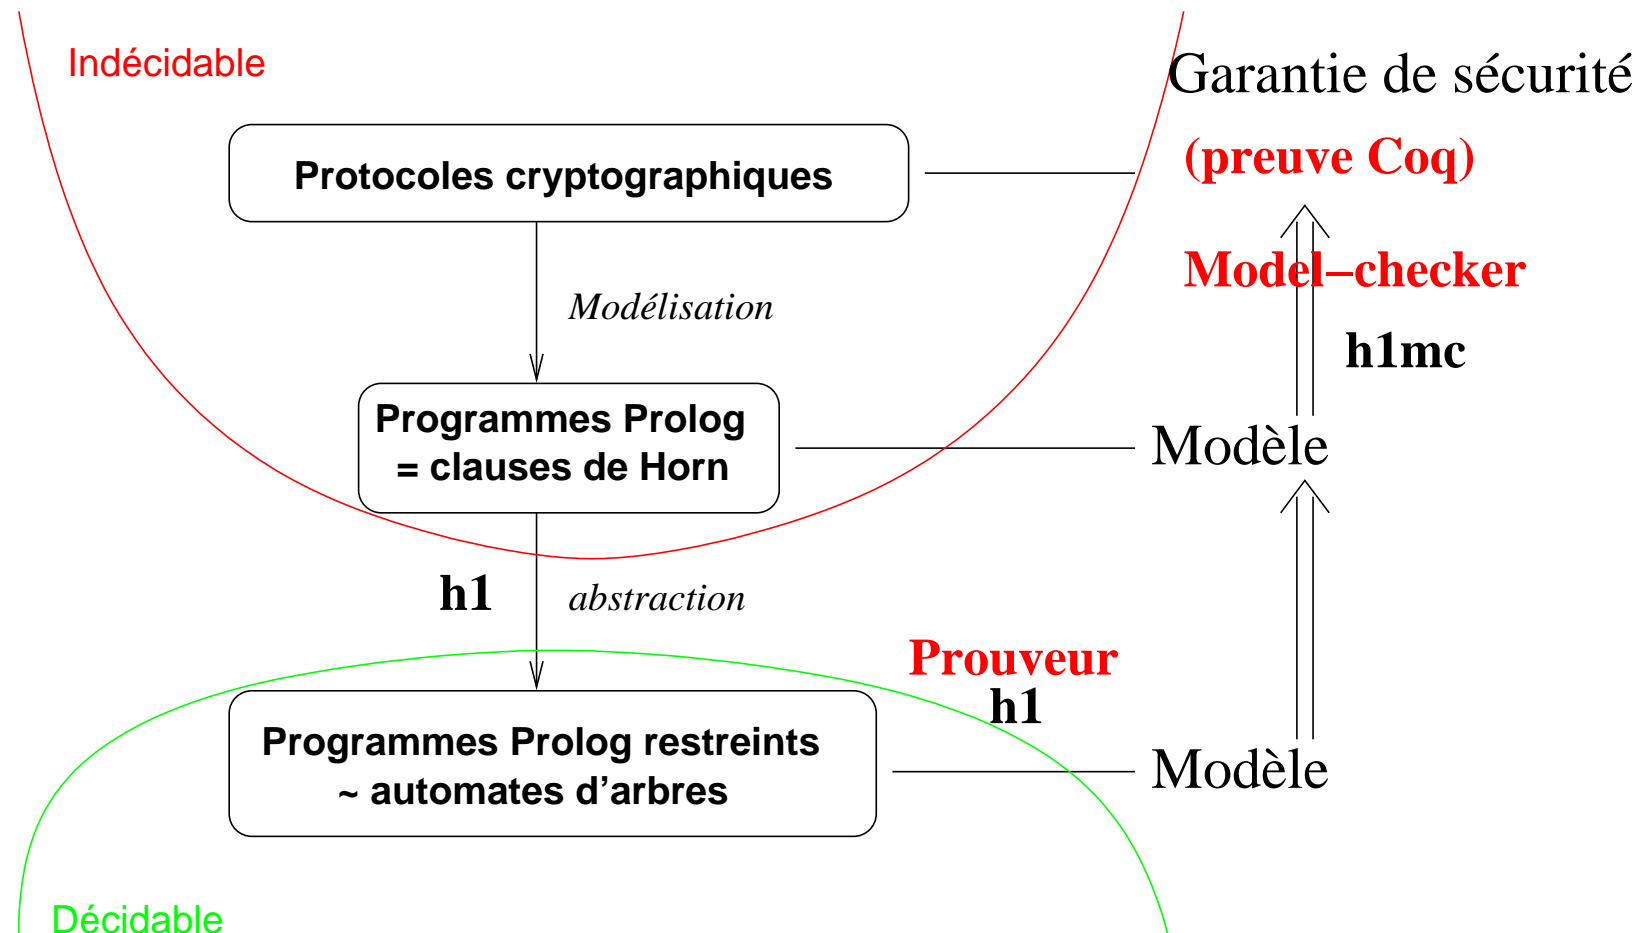 Indécidable
Garantie de sécurité
Protocoles cryptographiques
(preuve Coq)
Model–checker
Modélisation
h1mc
Programmes Prolog
= clauses de Horn
Modèle
h1
abstraction
Prouveur
h1
Programmes Prolog restreints
~ automates d’arbres
Modèle
Décidable